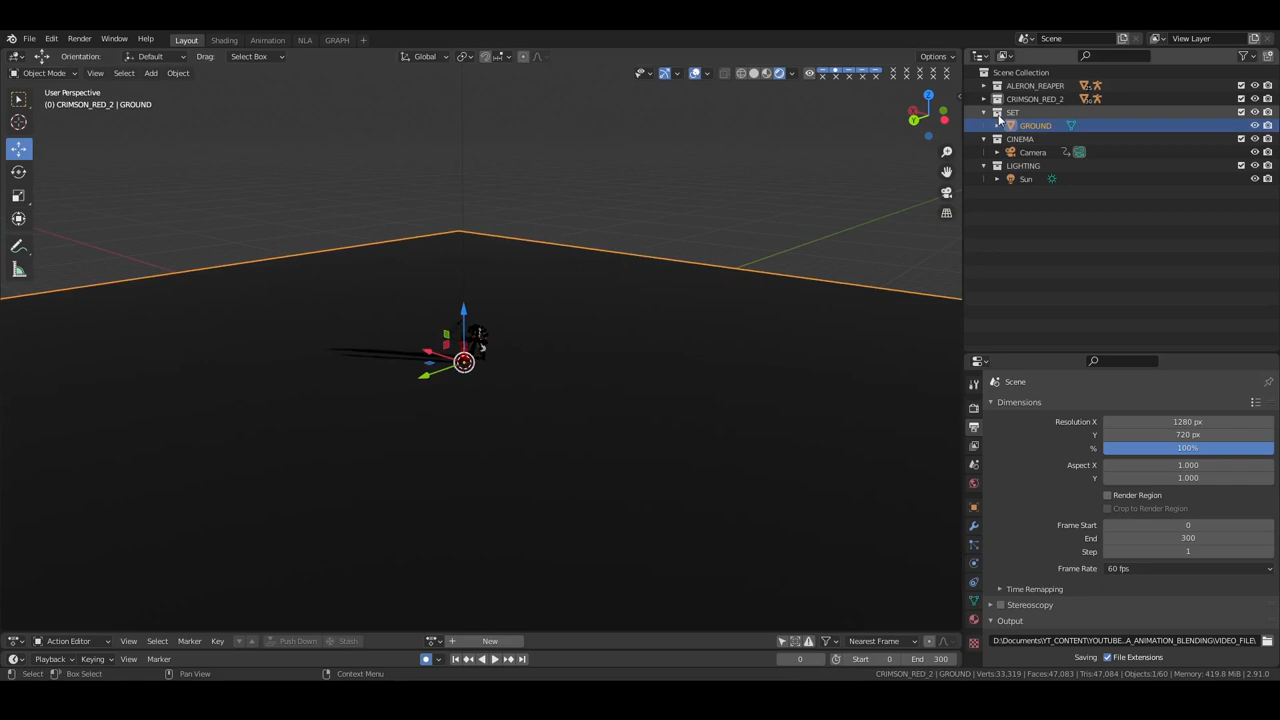 File Edit Render Window Help Layout Shading Animation NLA GRAPH + Scene View Layer
Orientation: Default Drag: Select Box Global Options
Object Mode View Select Add Object
User Perspective
(0) CRIMSON_RED_2 | GROUND
Scene Collection
ALERON_REAPER
CRIMSON_RED_2
SET
GROUND
CINEMA
Camera
LIGHTING
Sun
Scene
Dimensions
Resolution X 1280 px
Y 720 px
% 100%
Aspect X 1.000
Y 1.000
Render Region
Crop to Render Region
Frame Start 0
End 300
Step 1
Frame Rate 60 fps
Time Remapping
Stereoscopy
Output
D:\Documents\YT_CONTENT\YOUTUBE..A_ANIMATION_BLENDING\VIDEO_FILE\
Saving File Extensions
Action Editor View Select Marker Key Push Down Stash + New Nearest Frame
Playback Keying View Marker 0 Start 0 End 300
Select Box Select Pan View Context Menu CRIMSON_RED_2 | GROUND | Verts:33,319 | Faces:47,083 | Tris:47,084 | Objects:1/60 | Memory: 419.8 MiB | 2.91.0